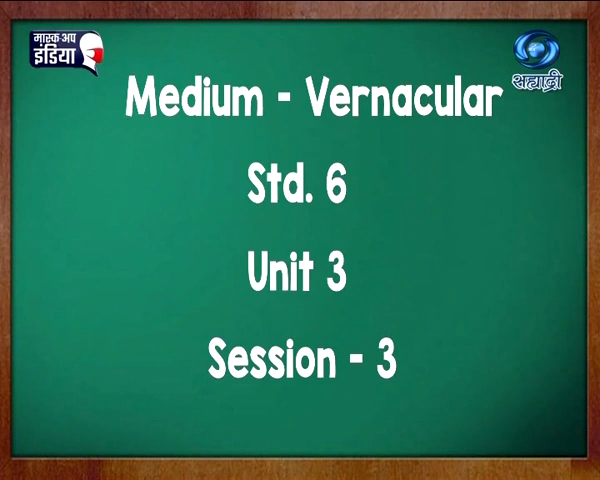 मास्क अप
इंडिया
सह्याद्री
Medium - Vernacular
Std. 6
Unit 3
Session - 3